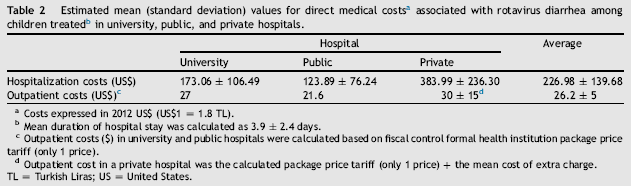 Table 2 Estimated mean (standard deviation) values for direct medical costsᵃ associated with rotavirus diarrhea among
children treatedᵇ in university, public, and private hospitals.
Hospital Average
University Public Private
Hospitalization costs (US$) 173.06 ± 106.49 123.89 ± 76.24 383.99 ± 236.30 226.98 ± 139.68
Outpatient costs (US$)ᶜ 27 21.6 30 ± 15ᵈ 26.2 ± 5
ᵃ Costs expressed in 2012 US$ (US$1 = 1.8 TL).
ᵇ Mean duration of hospital stay was calculated as 3.9 ± 2.4 days.
ᶜ Outpatient costs ($) in university and public hospitals were calculated based on fiscal control formal health institution package price
tariff (only 1 price).
ᵈ Outpatient cost in a private hospital was the calculated package price tariff (only 1 price) + the mean cost of extra charge.
TL = Turkish Liras; US = United States.